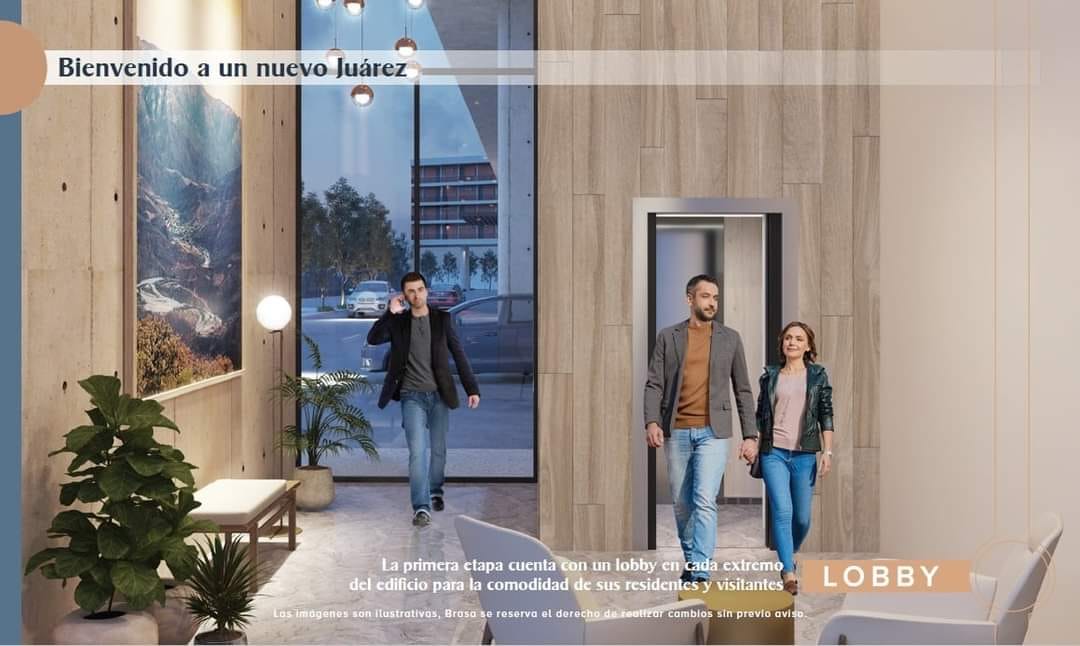 Bienvenido a un nuevo Juárez
La primera etapa cuenta con un lobby en cada extremo
del edificio para la comodidad de sus residentes y visitantes
LOBBY
Las imágenes son ilustrativas, Brasa se reserva el derecho de realizar cambios sin previo aviso.